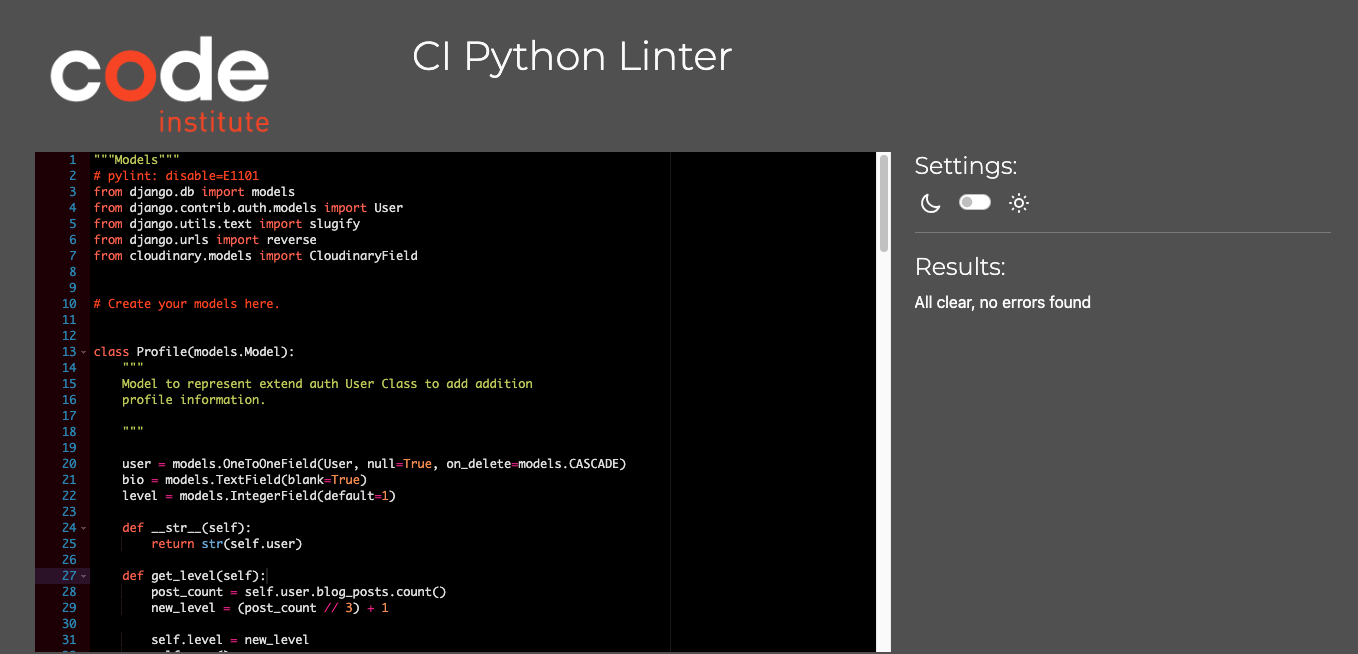 code
institute
CI Python Linter
1 """Models"""
2 # pylint: disable=E1101
3 from django.db import models
4 from django.contrib.auth.models import User
5 from django.utils.text import slugify
6 from django.urls import reverse
7 from cloudinary.models import CloudinaryField
8
9
10 # Create your models here.
11
12
13 class Profile(models.Model):
14     """
15     Model to represent extend auth User Class to add addition
16     profile information.
17
18     """
19
20     user = models.OneToOneField(User, null=True, on_delete=models.CASCADE)
21     bio = models.TextField(blank=True)
22     level = models.IntegerField(default=1)
23
24     def __str__(self):
25         return str(self.user)
26
27     def get_level(self):
28         post_count = self.user.blog_posts.count()
29         new_level = (post_count // 3) + 1
30
31         self.level = new_level
Settings:
Results:
All clear, no errors found